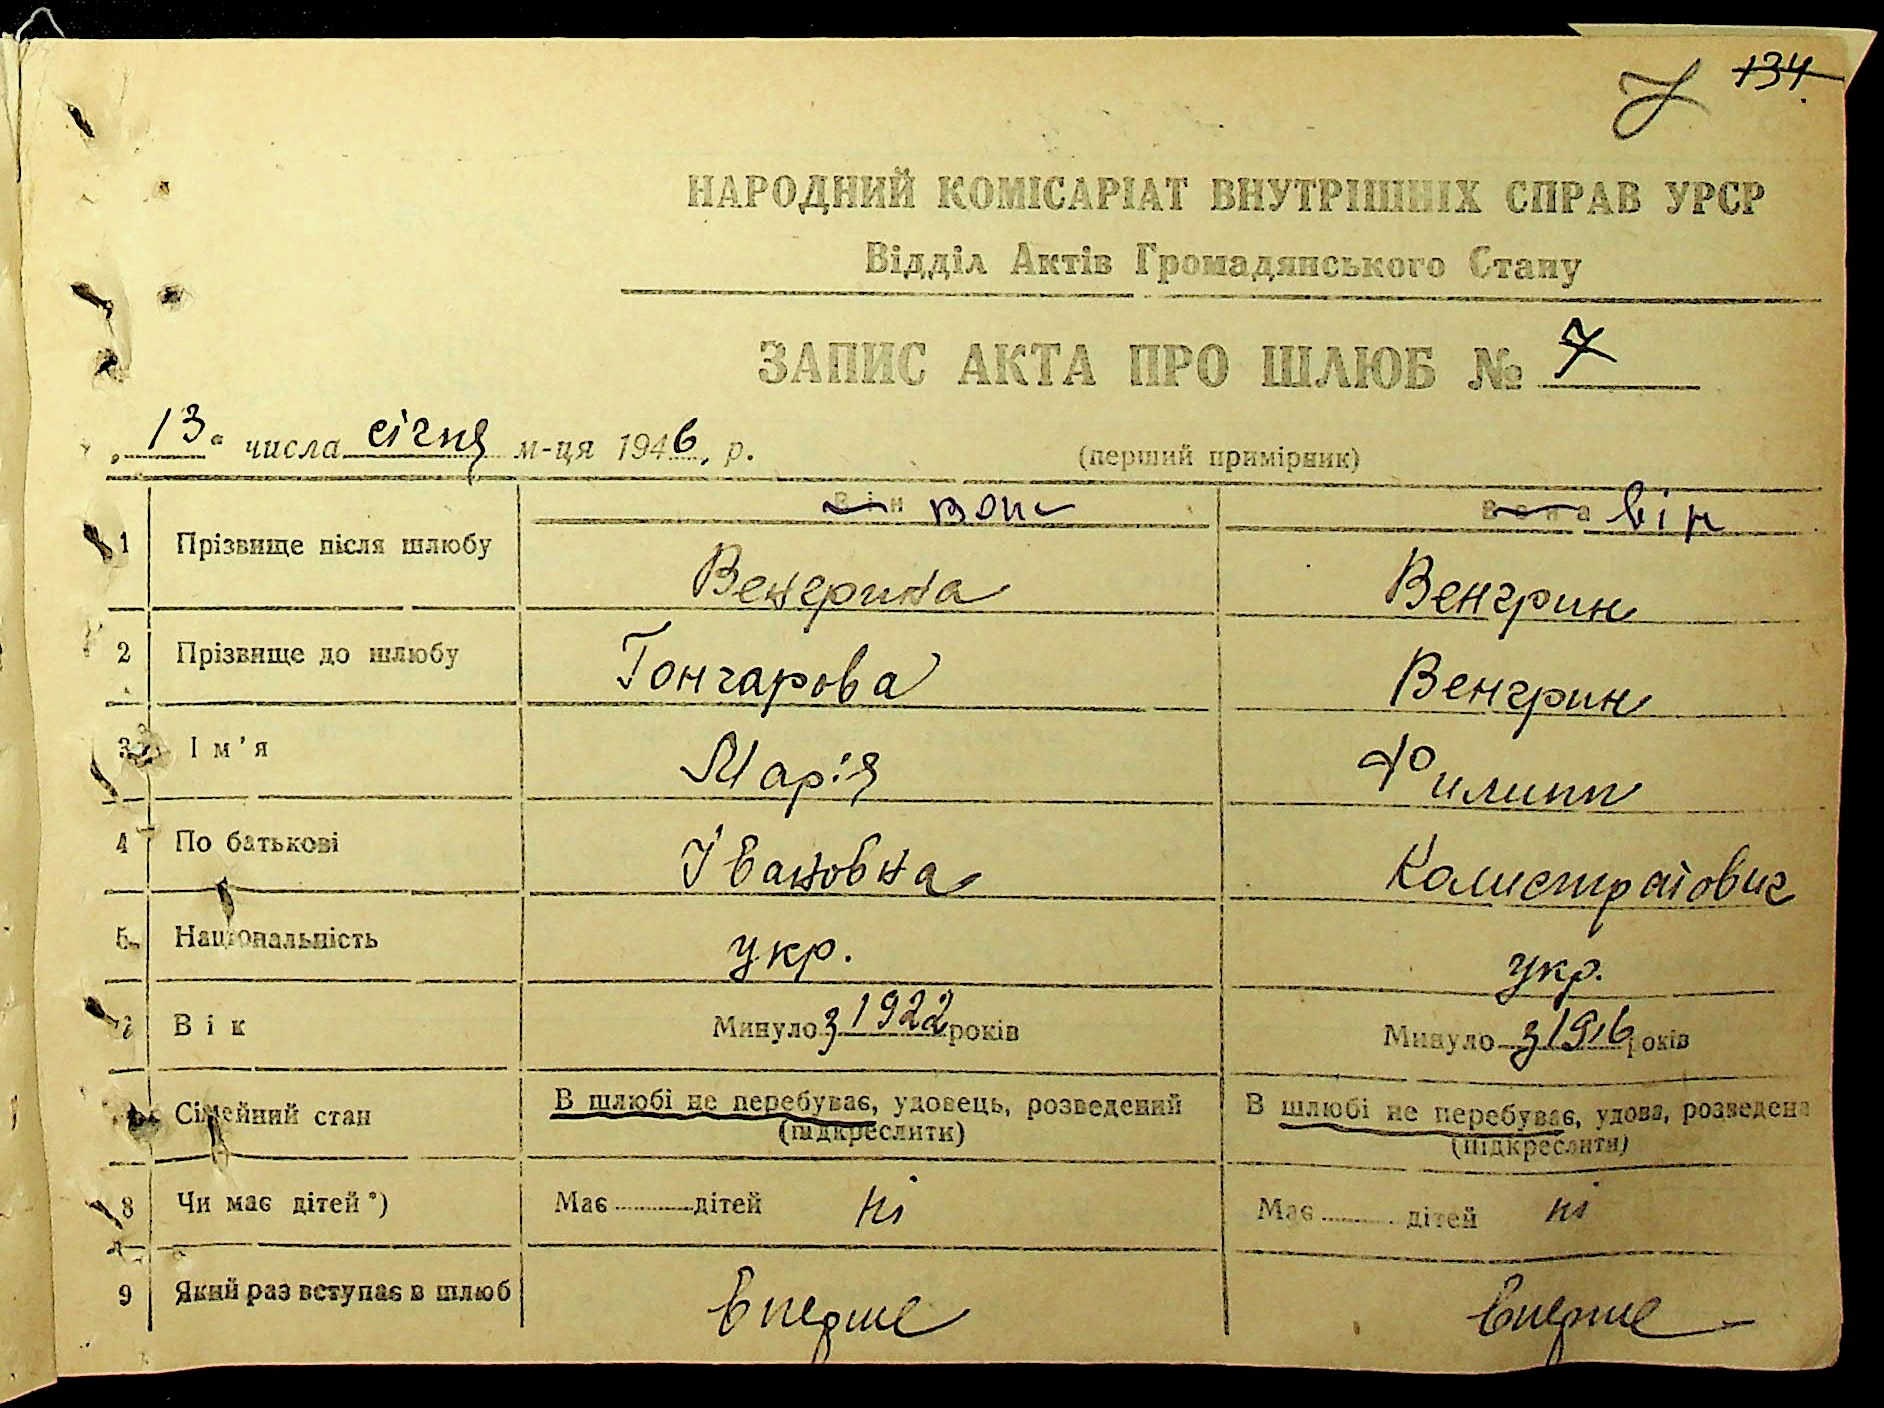 7 134
НАРОДНИЙ КОМІСАРІАТ ВНУТРІШНІХ СПРАВ УРСР
Відділ Актів Громадянського Стану
ЗАПИС АКТА ПРО ШЛЮБ № 7
„13“ числа січня м-ця 1946, р. (перший примірник)
Він вона Вона він
1 Прізвище після шлюбу Венгрина Венгрин
2 Прізвище до шлюбу Гончарова Венгрин
3 Ім'я Марія Филипп
4 По батькові Івановна Калистратович
5 Національність укр. укр.
Вік Минуло з 1922 років Минуло з 1916 років
Сімейний стан В шлюбі не перебуває, удовець, розведений В шлюбі не перебуває, удова, розведена
(підкреслити) (підкреслити)
8 Чи має дітей*) Має дітей ні Має дітей ні
9 Який раз вступає в шлюб Вперше Вперше